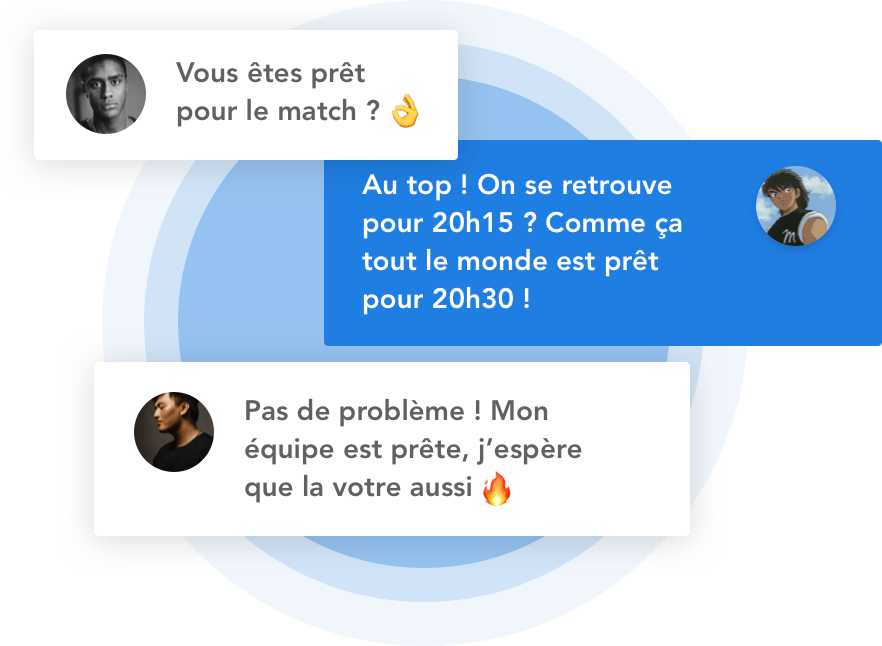 Vous êtes prêt
pour le match ? 👌
Au top ! On se retrouve
pour 20h15 ? Comme ça
tout le monde est prêt
pour 20h30 !
Pas de problème ! Mon
équipe est prête, j’espère
que la votre aussi 🔥